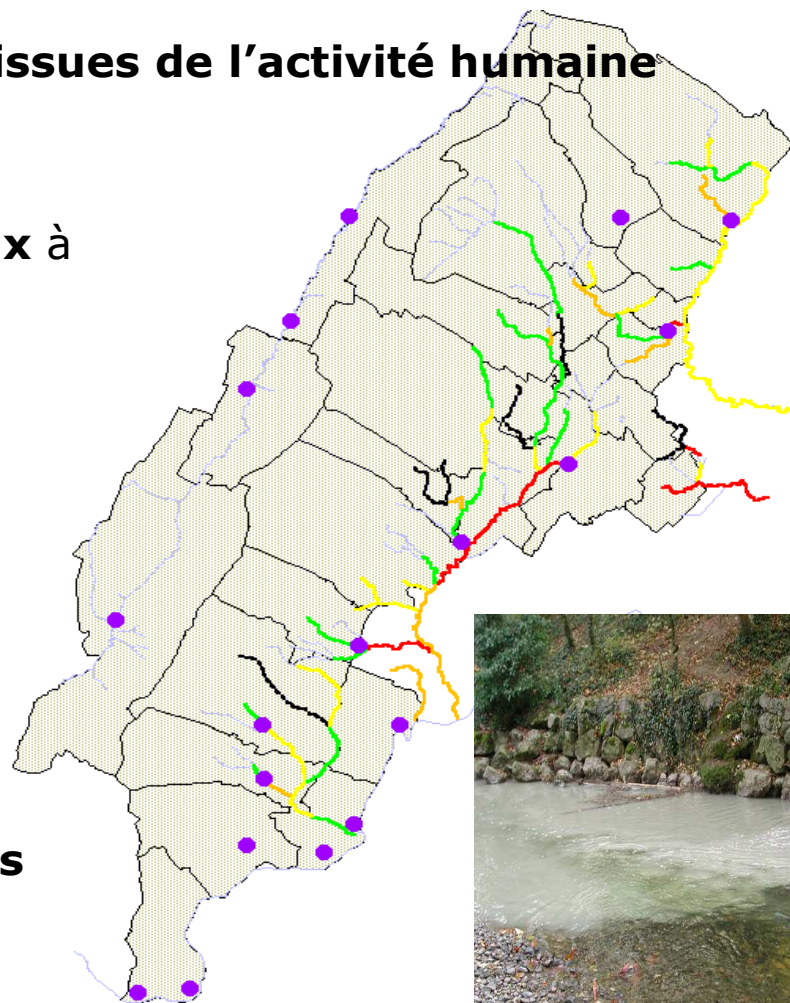 issues de l’activité humaine
x à
s